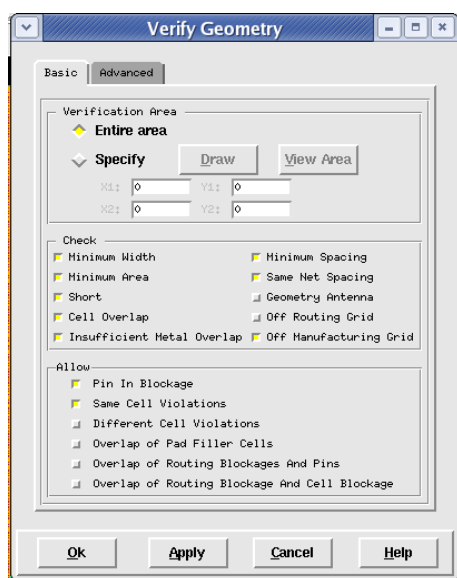 Verify Geometry
Basic Advanced
Verification Area
Entire area
Specify Draw View Area
X1: 0 Y1: 0
X2: 0 Y2: 0
Check
Minimum Width Minimum Spacing
Minimum Area Same Net Spacing
Short Geometry Antenna
Cell Overlap Off Routing Grid
Insufficient Metal Overlap Off Manufacturing Grid
Allow
Pin In Blockage
Same Cell Violations
Different Cell Violations
Overlap of Pad Filler Cells
Overlap of Routing Blockages And Pins
Overlap of Routing Blockage And Cell Blockage
Ok Apply Cancel Help